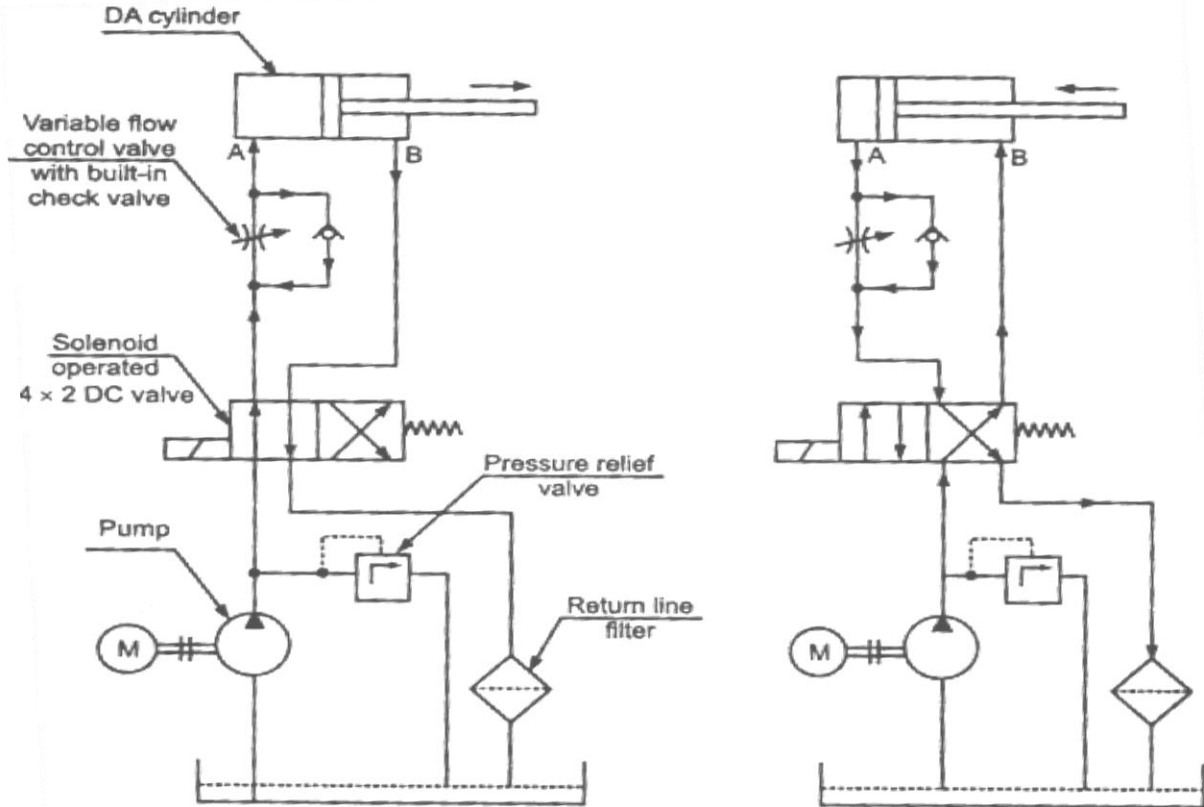 DA cylinder
Variable flow
control valve
with built-in
check valve
A
B
Solenoid
operated
4 × 2 DC valve
Pressure relief
valve
Pump
Return line
filter
M
A
B
M